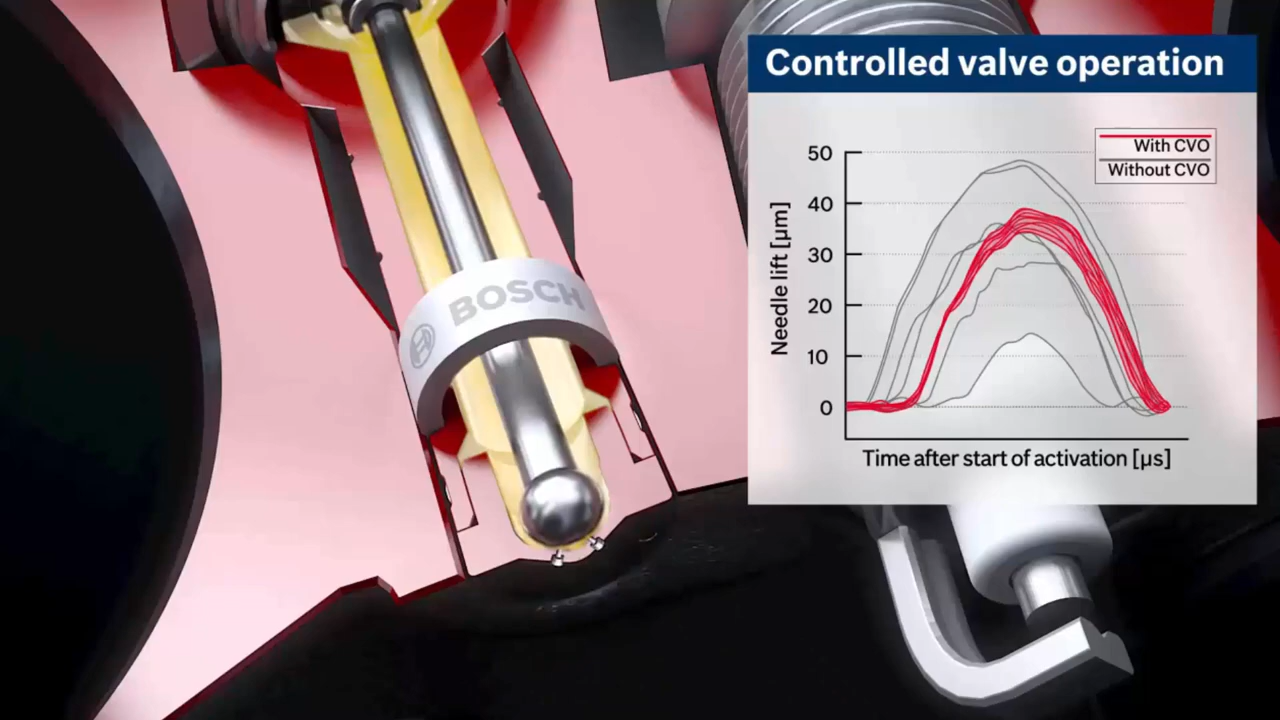 BOSCH
Controlled valve operation
With CVO
Without CVO
50
40
30
20
10
0
Needle lift [µm]
Time after start of activation [µs]